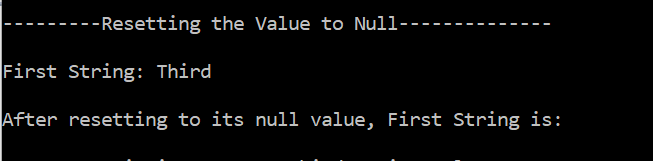 ---------Resetting the Value to Null--------------
First String: Third
After resetting to its null value, First String is: